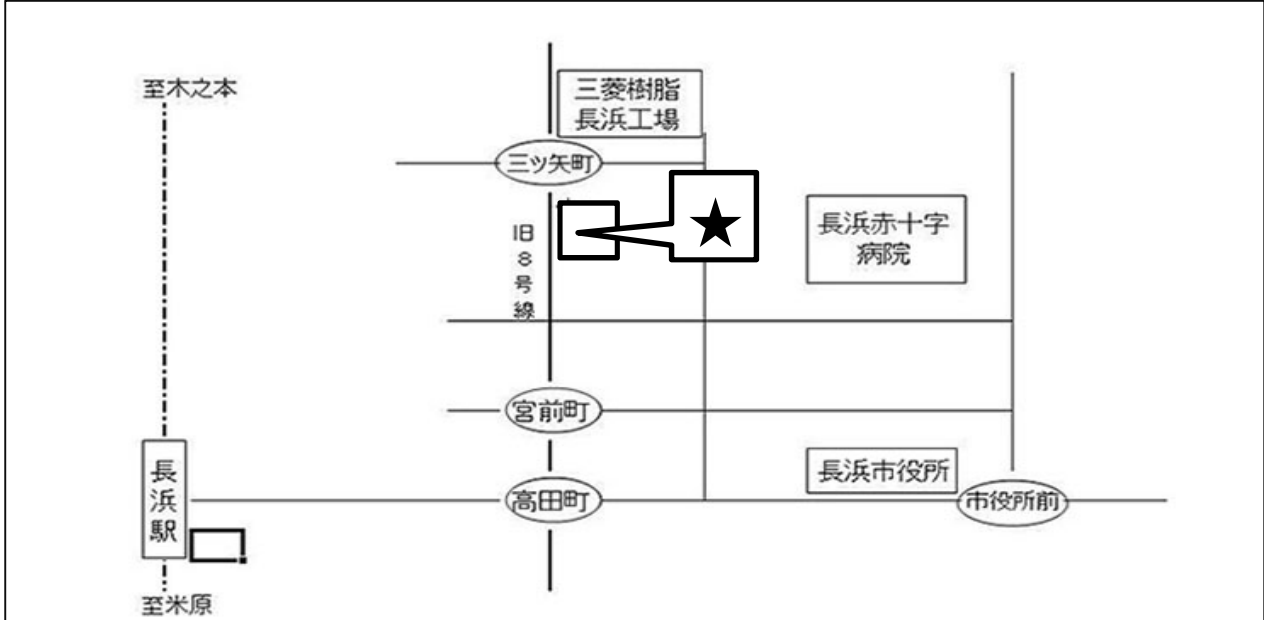 至木之本
三菱樹脂
長浜工場
三ッ矢町
★
長浜赤十字
病院
旧8号線
宮前町
長浜駅
長浜市役所
高田町
市役所前
至米原